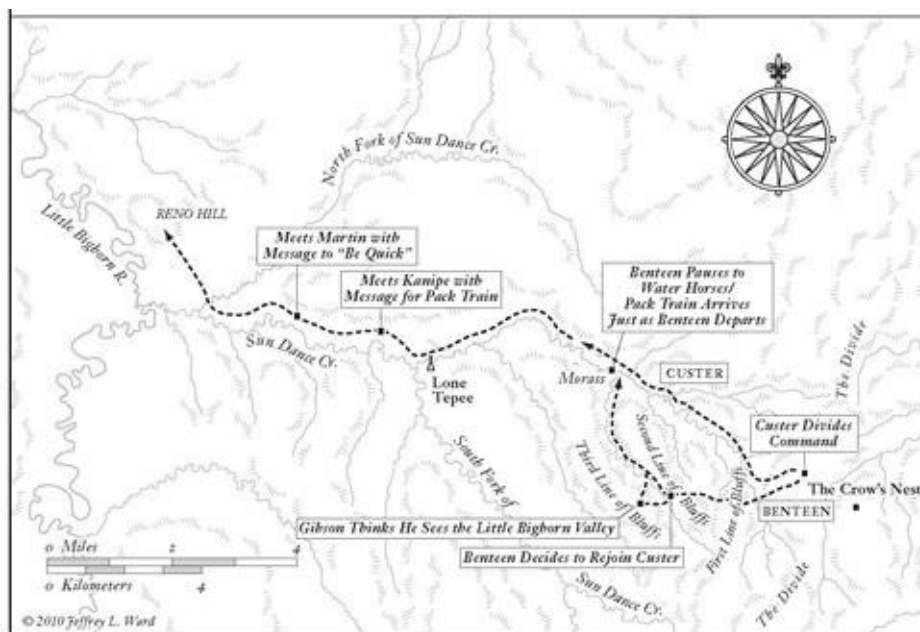 North Fork of Sun Dance Cr.
Little Bighorn R.
RENO HILL
Meets Martin with
Message to "Be Quick"
Meets Kanipe with
Message for Pack Train
Benteen Pauses to
Water Horses/
Pack Train Arrives
Just as Benteen Departs
Sun Dance Cr.
Lone
Tepee
Morass
CUSTER
The Divide
Custer Divides
Command
South Fork of
Third Line of Bluffs
Second Line of Bluffs
First Line of Bluffs
The Crow's Nest
BENTEEN
Gibson Thinks He Sees the Little Bighorn Valley
Benteen Decides to Rejoin Custer
Sun Dance Cr.
The Divide
0 Miles 2 4
0 Kilometers 4
© 2010 Jeffrey L. Ward